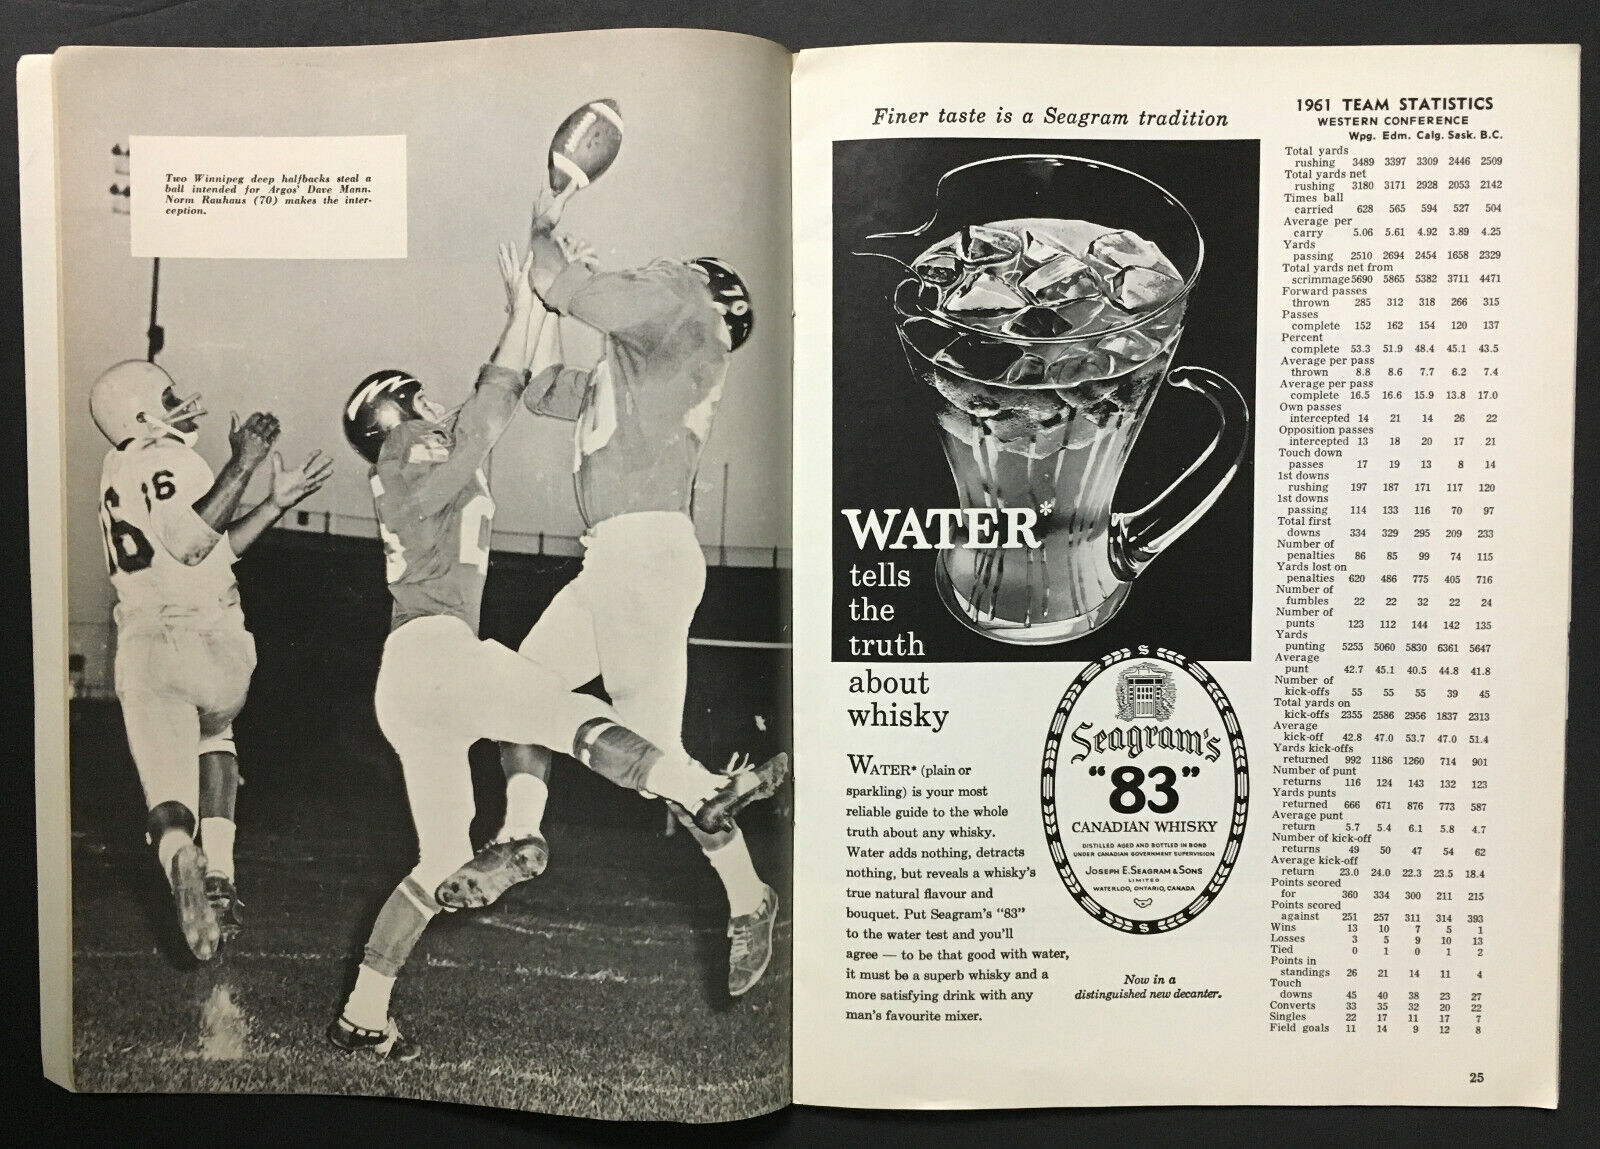 Two Winnipeg deep halfbacks steal a
ball intended for Argos' Dave Mann.
Norm Rauhaus (70) makes the inter-
ception.
70
16
16
2
Finer taste is a Seagram tradition
WATER*
tells
the
truth
about
whisky
WATER* (plain or
sparkling) is your most
reliable guide to the whole
truth about any whisky.
Water adds nothing, detracts
nothing, but reveals a whisky's
true natural flavour and
bouquet. Put Seagram's "83"
to the water test and you'll
agree — to be that good with water,
it must be a superb whisky and a
more satisfying drink with any
man's favourite mixer.
S
Seagram's
"83"
CANADIAN WHISKY
DISTILLED AGED AND BOTTLED IN BOND
UNDER CANADIAN GOVERNMENT SUPERVISION
JOSEPH E. SEAGRAM & SONS
LIMITED
WATERLOO, ONTARIO, CANADA
S
Now in a
distinguished new decanter.
1961 TEAM STATISTICS
WESTERN CONFERENCE
Wpg. Edm. Calg. Sask. B.C.
Total yards
rushing 3489 3397 3309 2446 2509
Total yards net
rushing 3180 3171 2928 2053 2142
Times ball
carried 628 565 594 527 504
Average per
carry 5.06 5.61 4.92 3.89 4.25
Yards
passing 2510 2694 2454 1658 2329
Total yards net from
scrimmage 5690 5865 5382 3711 4471
Forward passes
thrown 285 312 318 266 315
Passes
complete 152 162 154 120 137
Percent
complete 53.3 51.9 48.4 45.1 43.5
Average per pass
thrown 8.8 8.6 7.7 6.2 7.4
Average per pass
complete 16.5 16.6 15.9 13.8 17.0
Own passes
intercepted 14 21 14 26 22
Opposition passes
intercepted 13 18 20 17 21
Touch down
passes 17 19 13 8 14
1st downs
rushing 197 187 171 117 120
1st downs
passing 114 133 116 70 97
Total first
downs 334 329 295 209 233
Number of
penalties 86 85 99 74 115
Yards lost on
penalties 620 486 775 405 716
Number of
fumbles 22 22 32 22 24
Number of
punts 123 112 144 142 135
Yards
punting 5255 5060 5830 6361 5647
Average
punt 42.7 45.1 40.5 44.8 41.8
Number of
kick-offs 55 55 55 39 45
Total yards on
kick-offs 2355 2586 2956 1837 2313
Average
kick-off 42.8 47.0 53.7 47.0 51.4
Yards kick-offs
returned 992 1186 1260 714 901
Number of punt
returns 116 124 143 132 123
Yards punts
returned 666 671 876 773 587
Average punt
return 5.7 5.4 6.1 5.8 4.7
Number of kick-off
returns 49 50 47 54 62
Average kick-off
return 23.0 24.0 22.3 23.5 18.4
Points scored
for 360 334 300 211 215
Points scored
against 251 257 311 314 393
Wins 13 10 7 5 1
Losses 3 5 9 10 13
Tied 0 1 0 1 2
Points in
standings 26 21 14 11 4
Touch
downs 45 40 38 23 27
Converts 33 35 32 20 22
Singles 22 17 11 17 7
Field goals 11 14 9 12 8
25